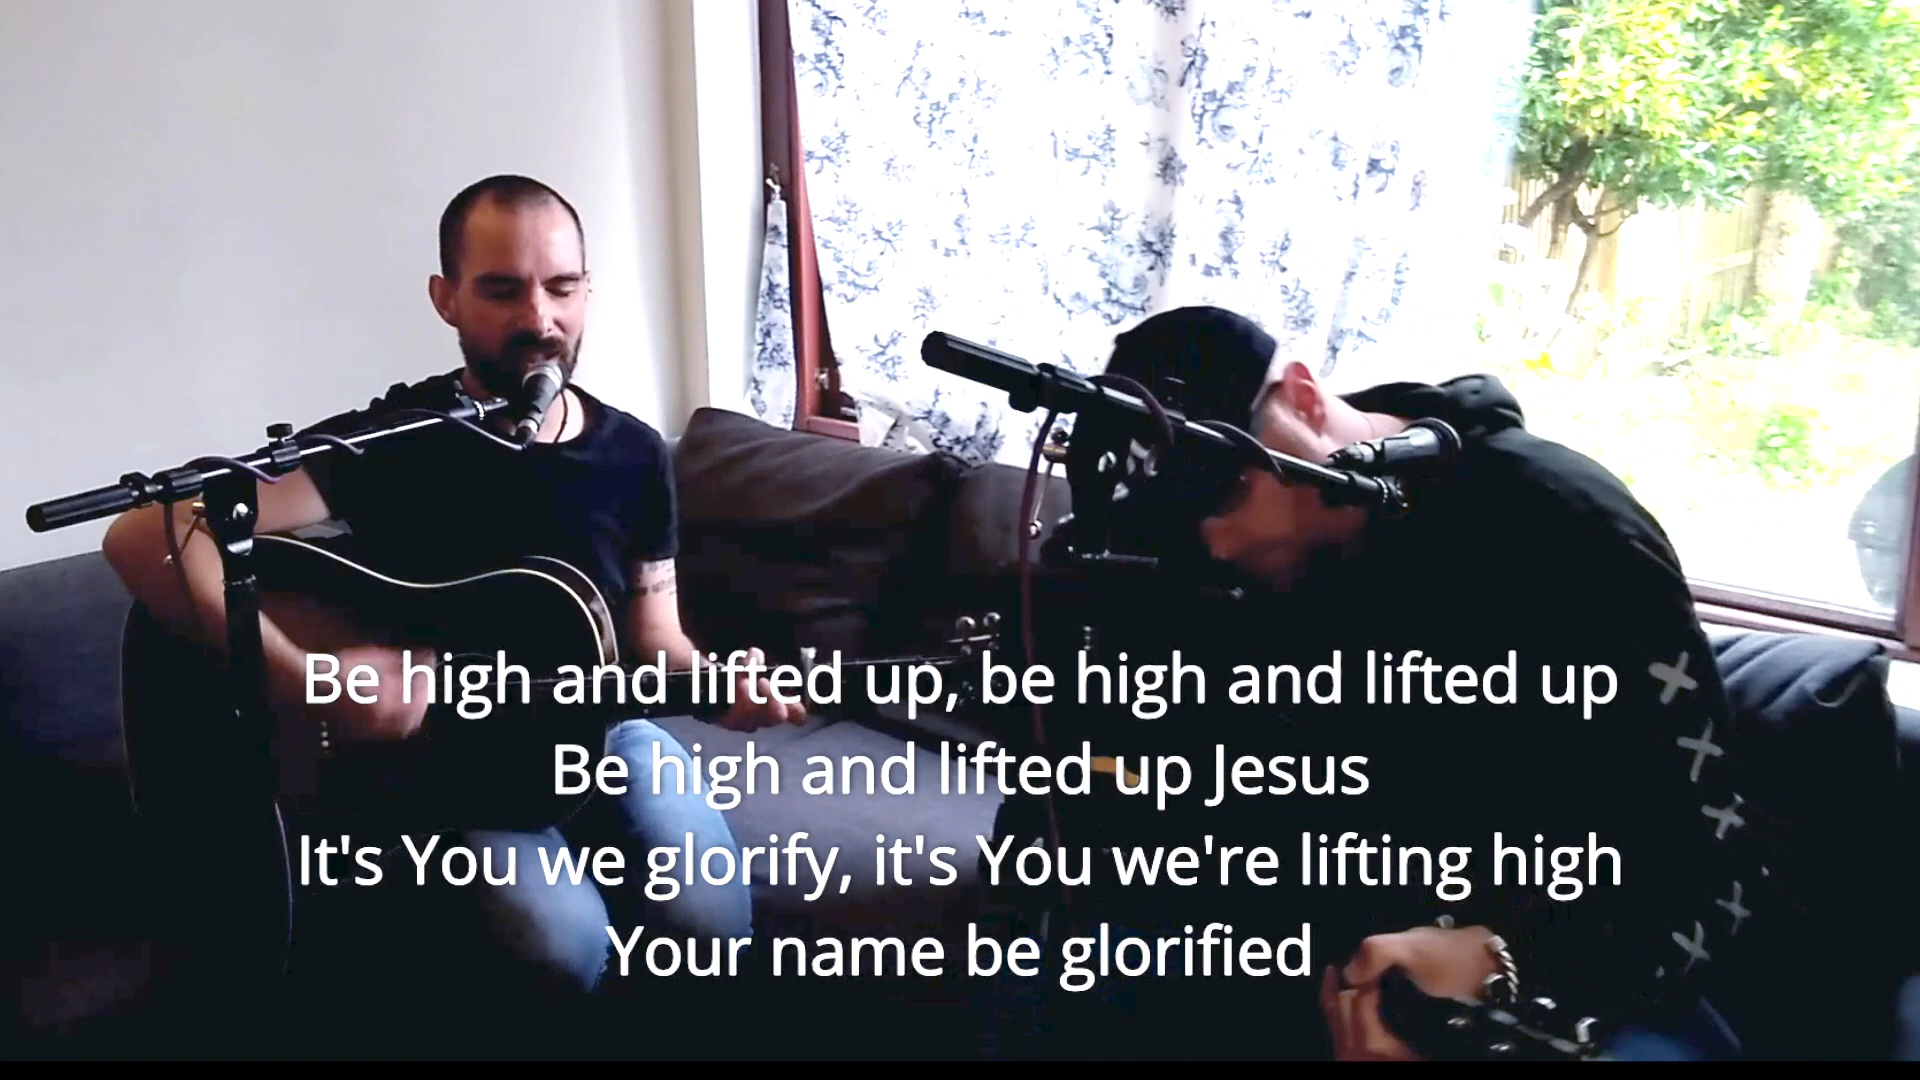 Be high and lifted up, be high and lifted up
Be high and lifted up Jesus
It's You we glorify, it's You we're lifting high
Your name be glorified